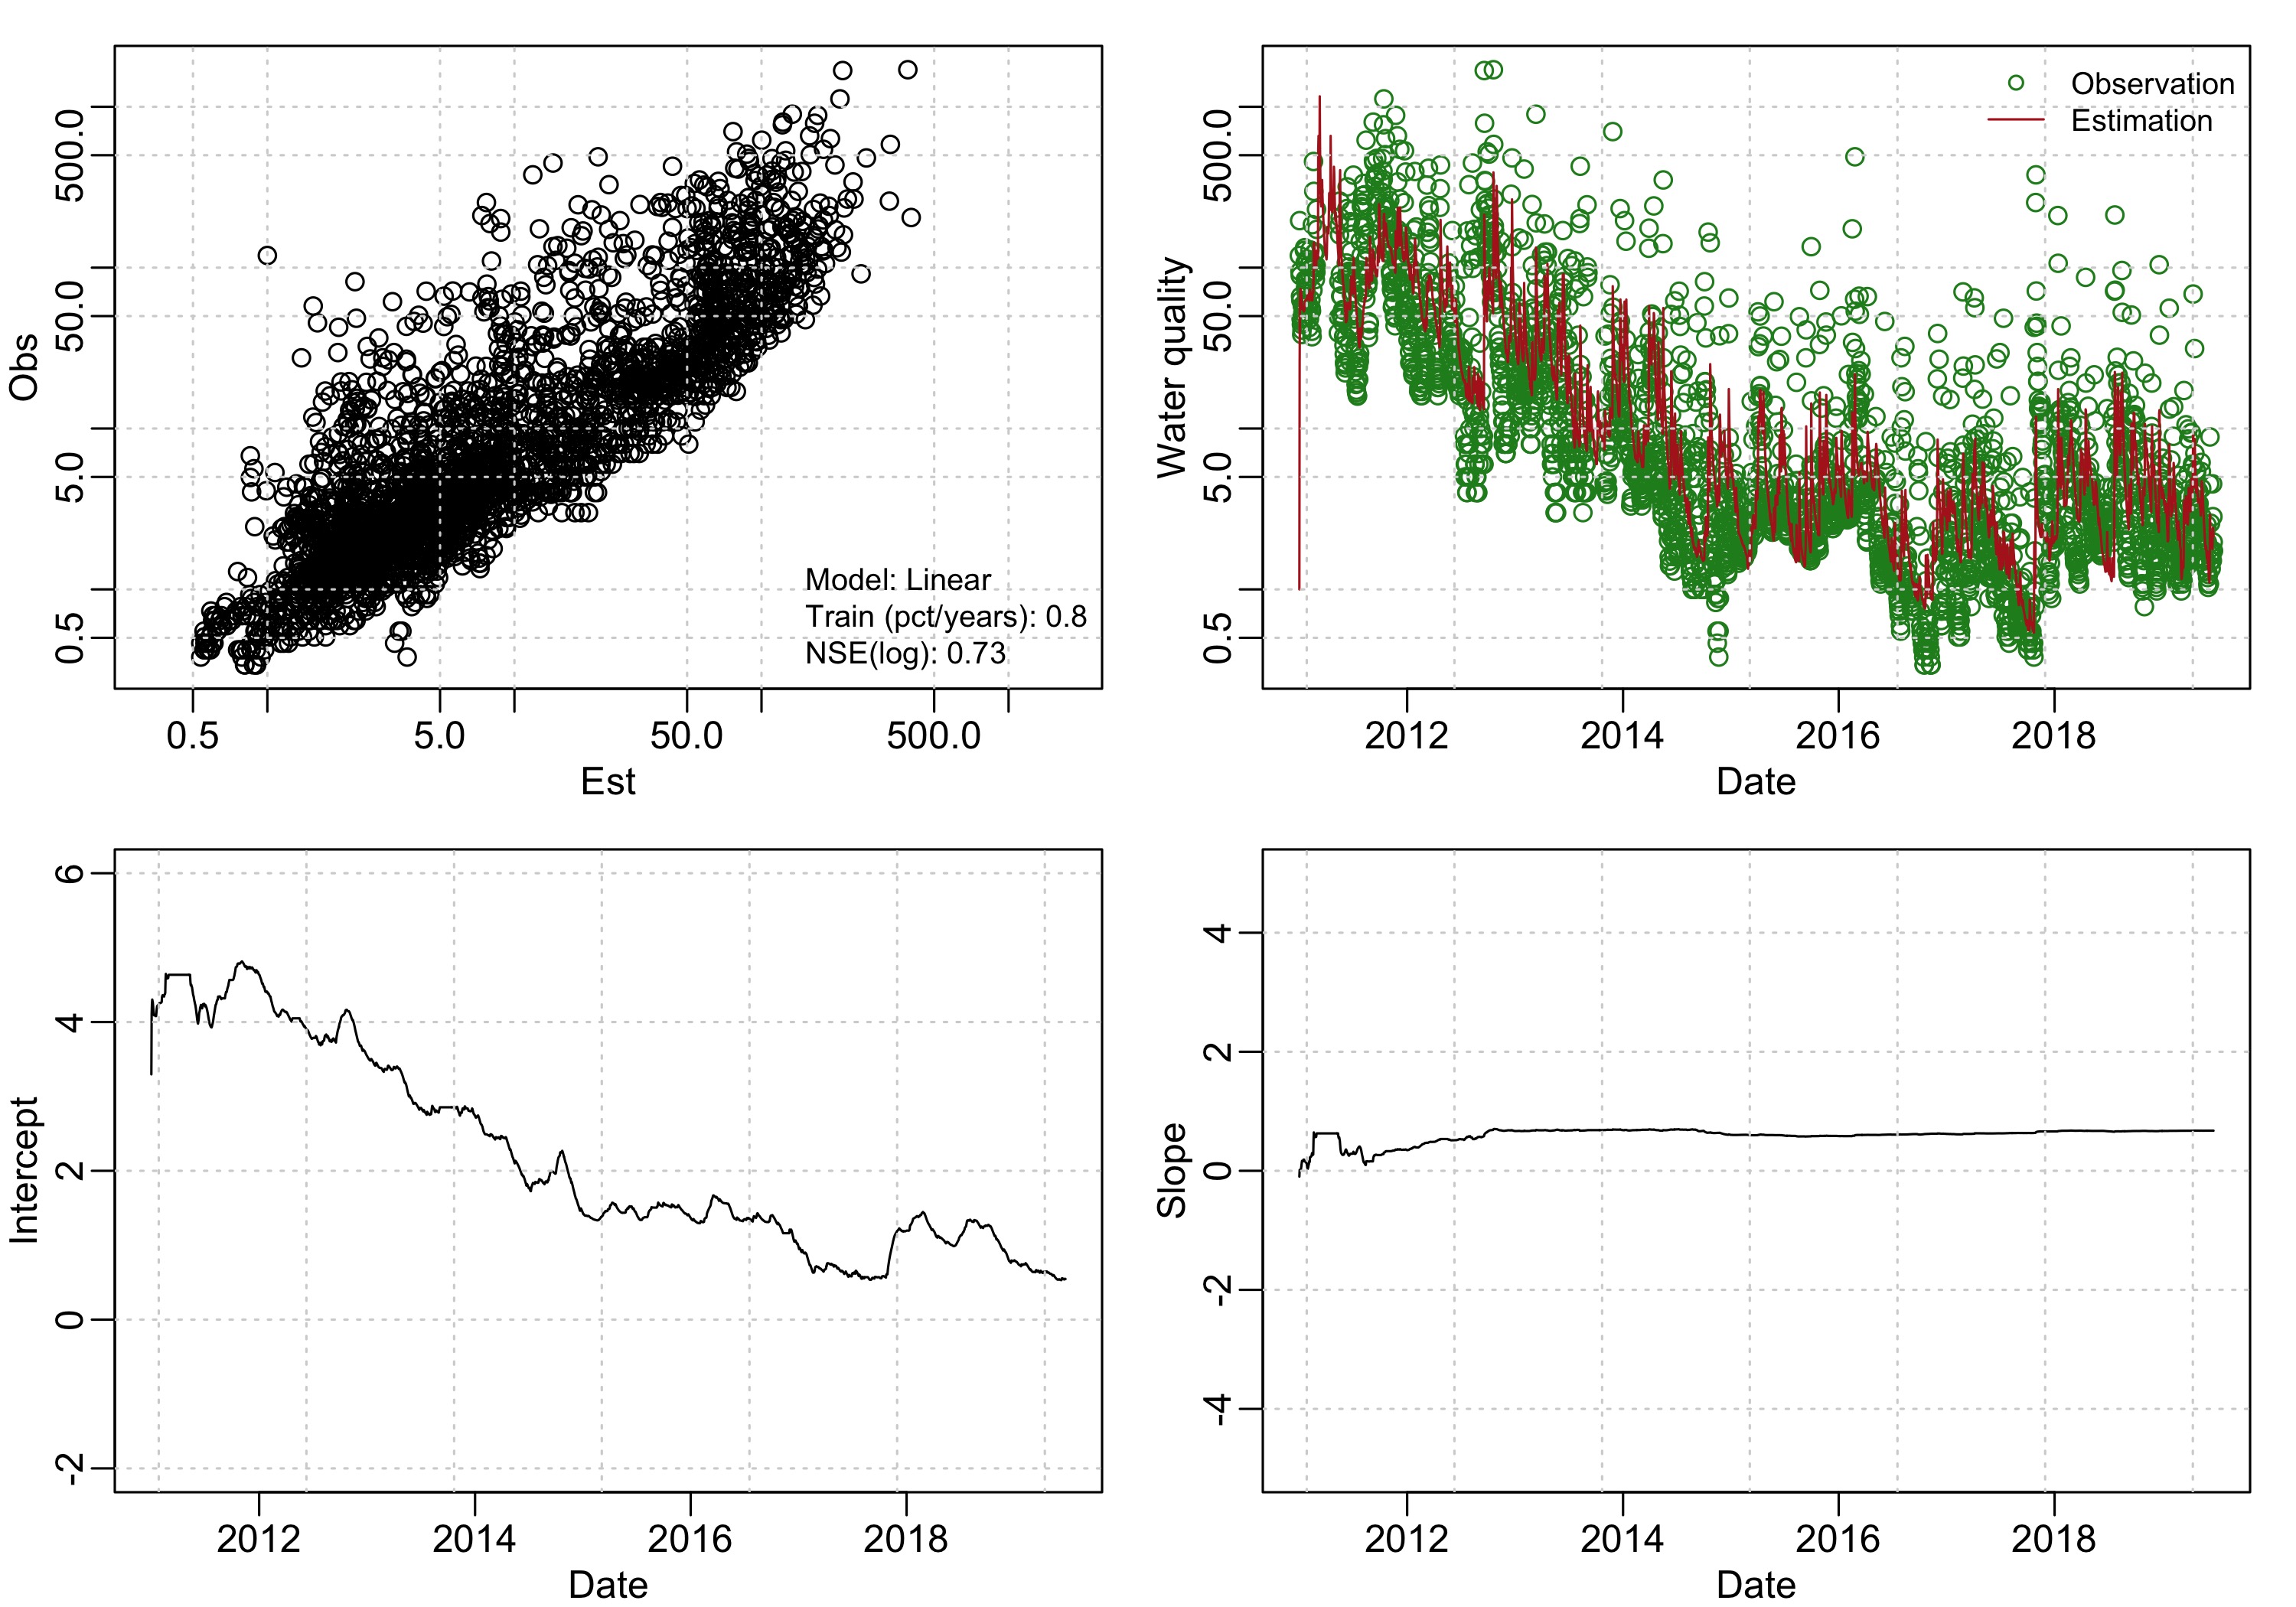 Obs
500.0
50.0
5.0
0.5
Model: Linear
Train (pct/years): 0.8
NSE(log): 0.73
0.5 5.0 50.0 500.0
Est
Water quality
500.0
50.0
5.0
0.5
Observation
Estimation
2012 2014 2016 2018
Date
Intercept
6
4
2
0
-2
2012 2014 2016 2018
Date
Slope
4
2
0
-2
-4
2012 2014 2016 2018
Date